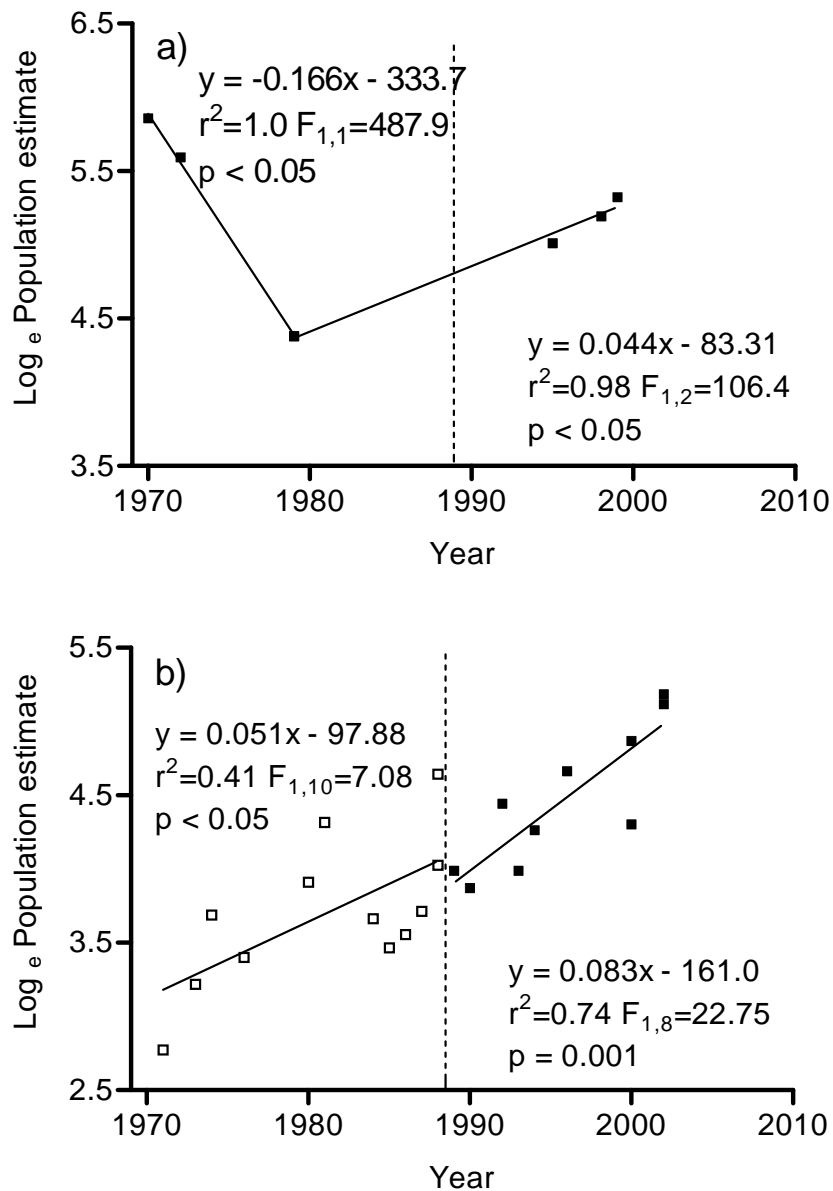 6.5
a)
y = -0.166x - 333.7
r²=1.0 F₁,₁=487.9
p < 0.05
5.5
4.5
3.5
Log e Population estimate
y = 0.044x - 83.31
r²=0.98 F₁,₂=106.4
p < 0.05
1970 1980 1990 2000 2010
Year
5.5
b)
y = 0.051x - 97.88
r²=0.41 F₁,₁₀=7.08
p < 0.05
4.5
3.5
2.5
Log e Population estimate
y = 0.083x - 161.0
r²=0.74 F₁,₈=22.75
p = 0.001
1970 1980 1990 2000 2010
Year